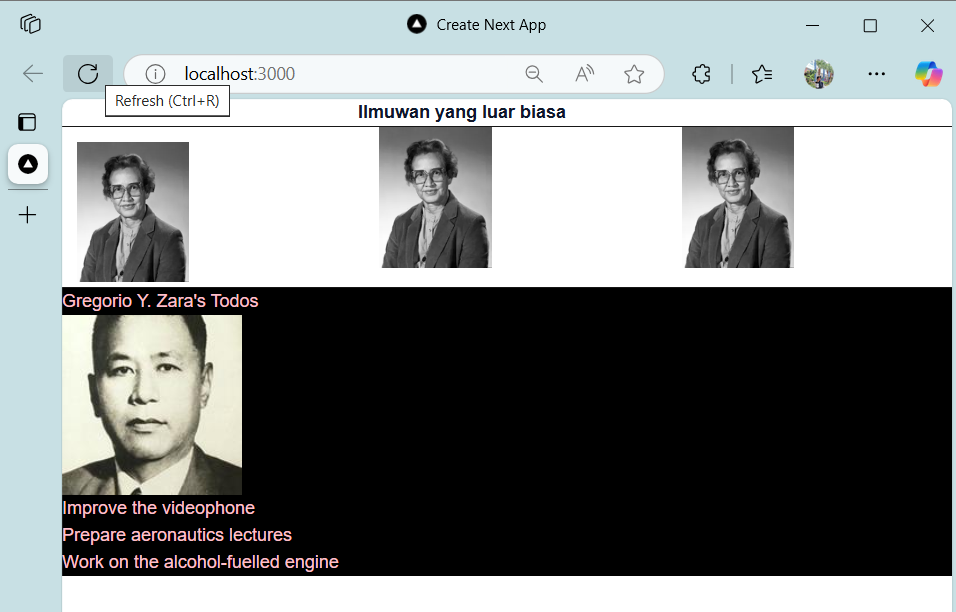 Create Next App
localhost:3000
Refresh (Ctrl+R)
Ilmuwan yang luar biasa
Gregorio Y. Zara's Todos
Improve the videophone
Prepare aeronautics lectures
Work on the alcohol-fuelled engine